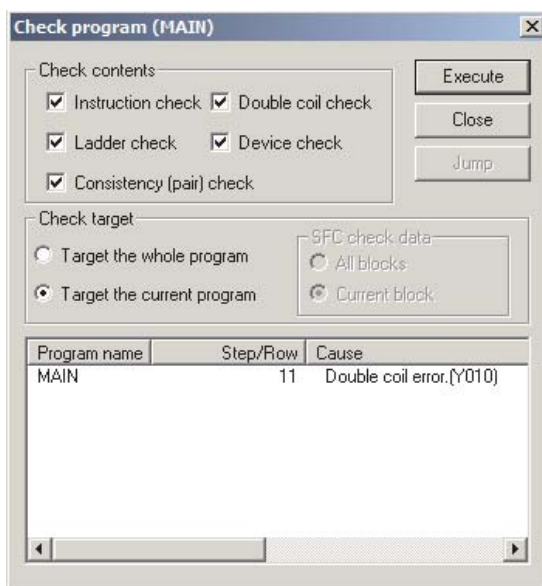 Check program (MAIN)
Check contents
Execute
Instruction check
Double coil check
Close
Ladder check
Device check
Jump
Consistency (pair) check
Check target
SFC check data
Target the whole program
All blocks
Target the current program
Current block
Program name Step/Row Cause
MAIN 11 Double coil error.(Y010)